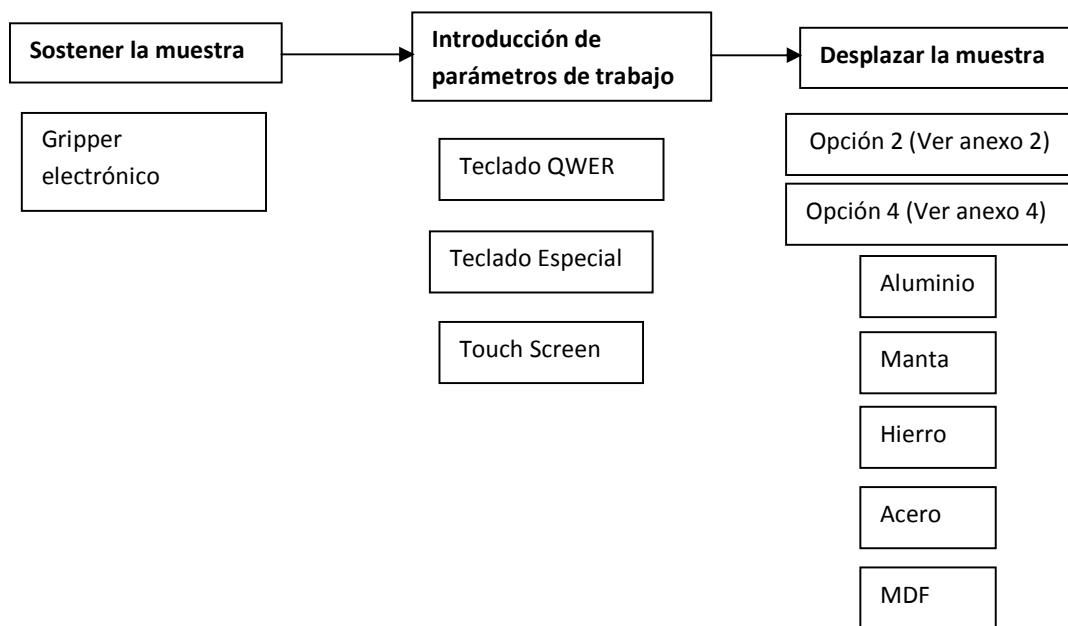 Sostener la muestra
Introducción de
parámetros de trabajo
Desplazar la muestra
Gripper
electrónico
Teclado QWER
Teclado Especial
Touch Screen
Opción 2 (Ver anexo 2)
Opción 4 (Ver anexo 4)
Aluminio
Manta
Hierro
Acero
MDF